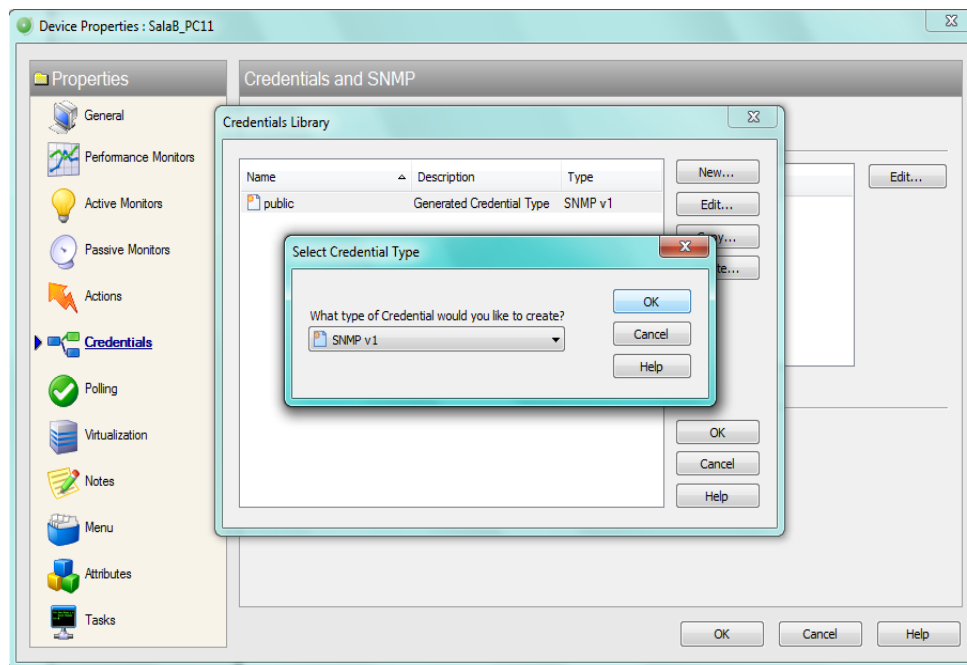 Device Properties : SalaB_PC11
Properties
General
Performance Monitors
Active Monitors
Passive Monitors
Actions
Credentials
Polling
Virtualization
Notes
Menu
Attributes
Tasks
Credentials and SNMP
Edit...
Credentials Library
Name Description Type
public Generated Credential Type SNMP v1
New...
Edit...
Select Credential Type
What type of Credential would you like to create?
SNMP v1
OK
Cancel
Help
OK
Cancel
Help
OK Cancel Help